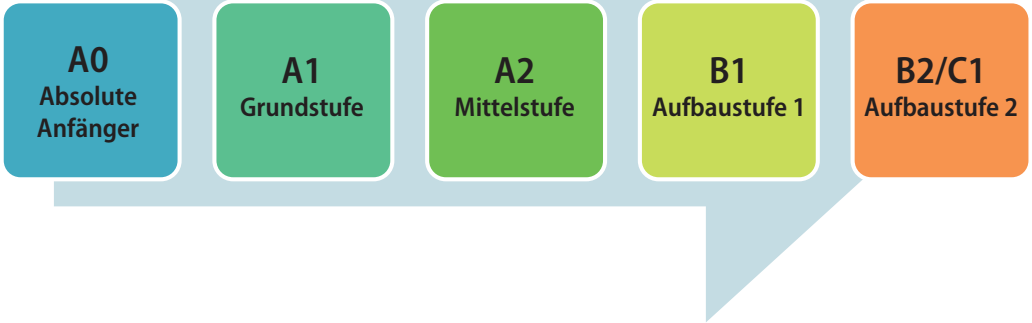 A0
Absolute
Anfänger
A1
Grundstufe
A2
Mittelstufe
B1
Aufbaustufe 1
B2/C1
Aufbaustufe 2